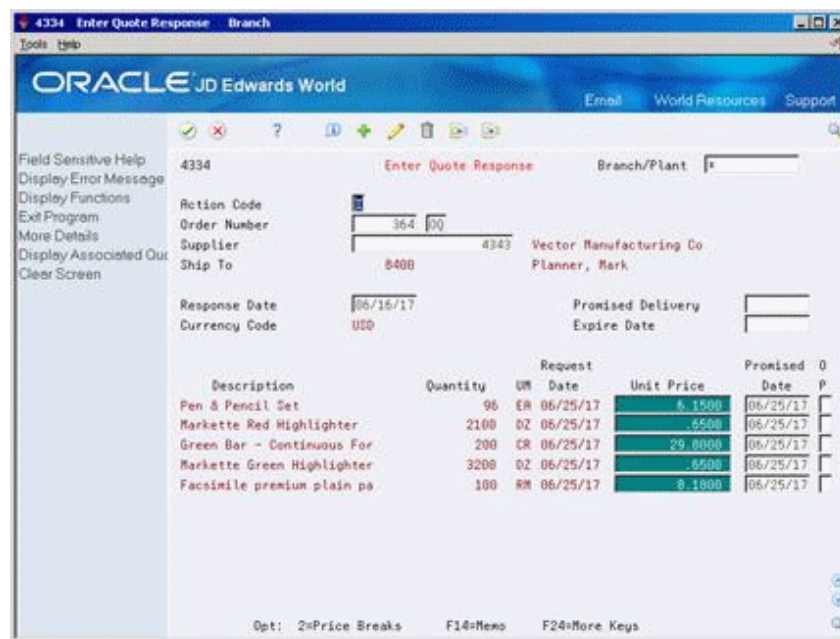 4334 Enter Quote Response Branch
Tools Help
ORACLE JD Edwards World
Email World Resources Support
Field Sensitive Help
Display Error Message
Display Functions
Exit Program
More Details
Display Associated Quo
Clear Screen
4334 Enter Quote Response Branch/Plant *
Action Code I
Order Number 364 OQ
Supplier 4343 Vector Manufacturing Co
Ship To 8400 Planner, Mark
Response Date 06/16/17 Promised Delivery
Currency Code USD Expire Date
Request Promised O
Description Quantity UM Date Unit Price Date P
Pen & Pencil Set 96 EA 06/25/17 6.1500 06/25/17
Markette Red Highlighter 2100 DZ 06/25/17 .6500 06/25/17
Green Bar - Continuous For 200 CR 06/25/17 29.0000 06/25/17
Markette Green Highlighter 3200 DZ 06/25/17 .6500 06/25/17
Facsimile premium plain pa 100 RM 06/25/17 8.1800 06/25/17
Opt: 2=Price Breaks F14=Memo F24=More Keys